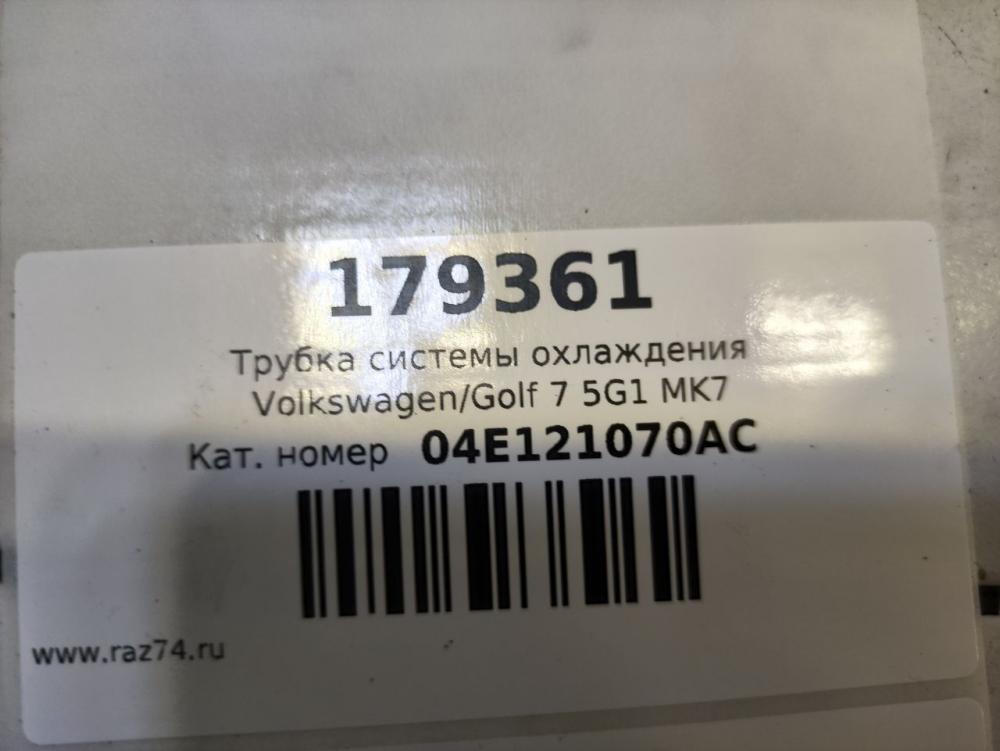 179361
Трубка системы охлаждения
Volkswagen/Golf 7 5G1 MK7
Кат. номер 04E121070AC
www.raz74.ru